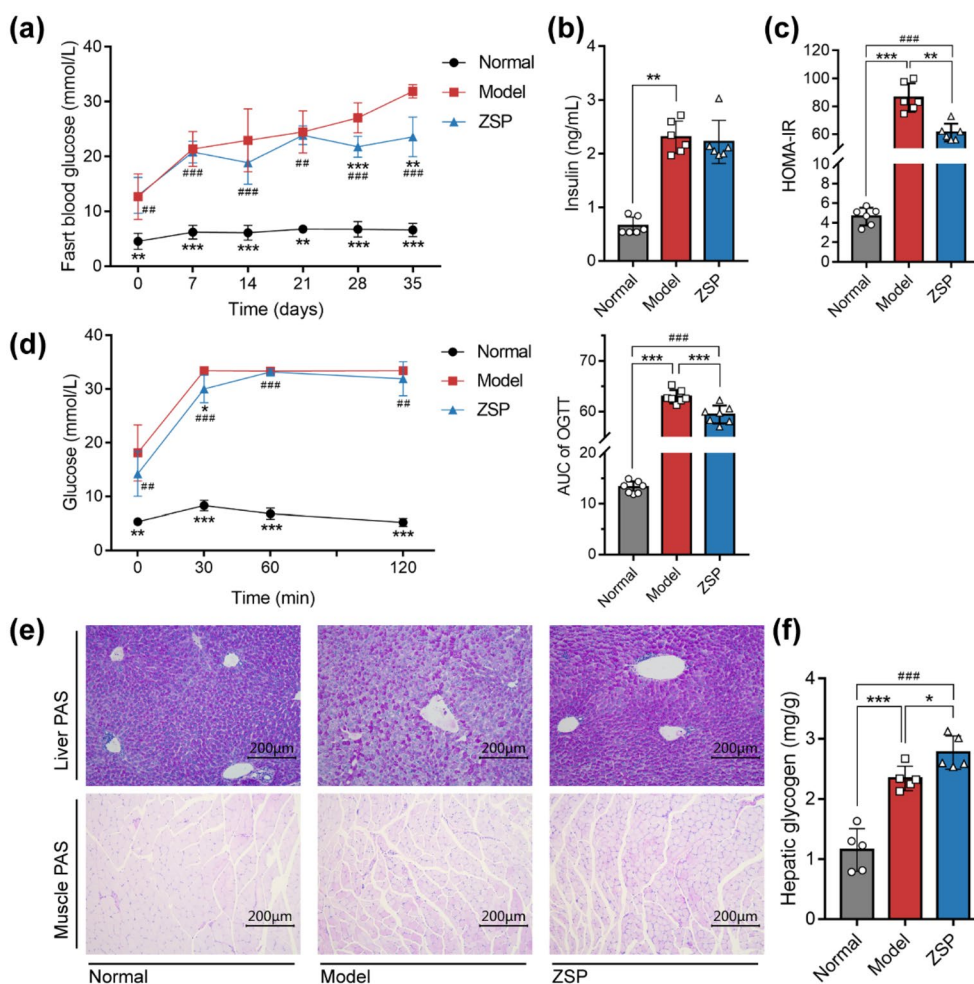 (a)
Fasrt blood glucose (mmol/L)
40
30
20
10
0
##
**
###
***
###
***
##
**
***
###
***
**
###
***
0 7 14 21 28 35
Time (days)
Normal
Model
ZSP
(b)
Insulin (ng/mL)
4
3
2
1
0
**
Normal Model ZSP
(c)
HOMA-IR
120
100
80
60
14
12
10
8
6
4
2
0
###
*** **
Normal Model ZSP
(d)
Glucose (mmol/L)
40
30
20
10
0
##
**
*
###
***
###
***
##
***
0 30 60 120
Time (min)
Normal
Model
ZSP
AUC of OGTT
80
70
60
20
10
0
###
*** ***
Normal Model ZSP
(e)
Liver PAS
200μm 200μm 200μm
Muscle PAS
200μm 200μm 200μm
Normal Model ZSP
(f)
Hepatic glycogen (mg/g)
4
3
2
1
0
###
*** *
Normal Model ZSP